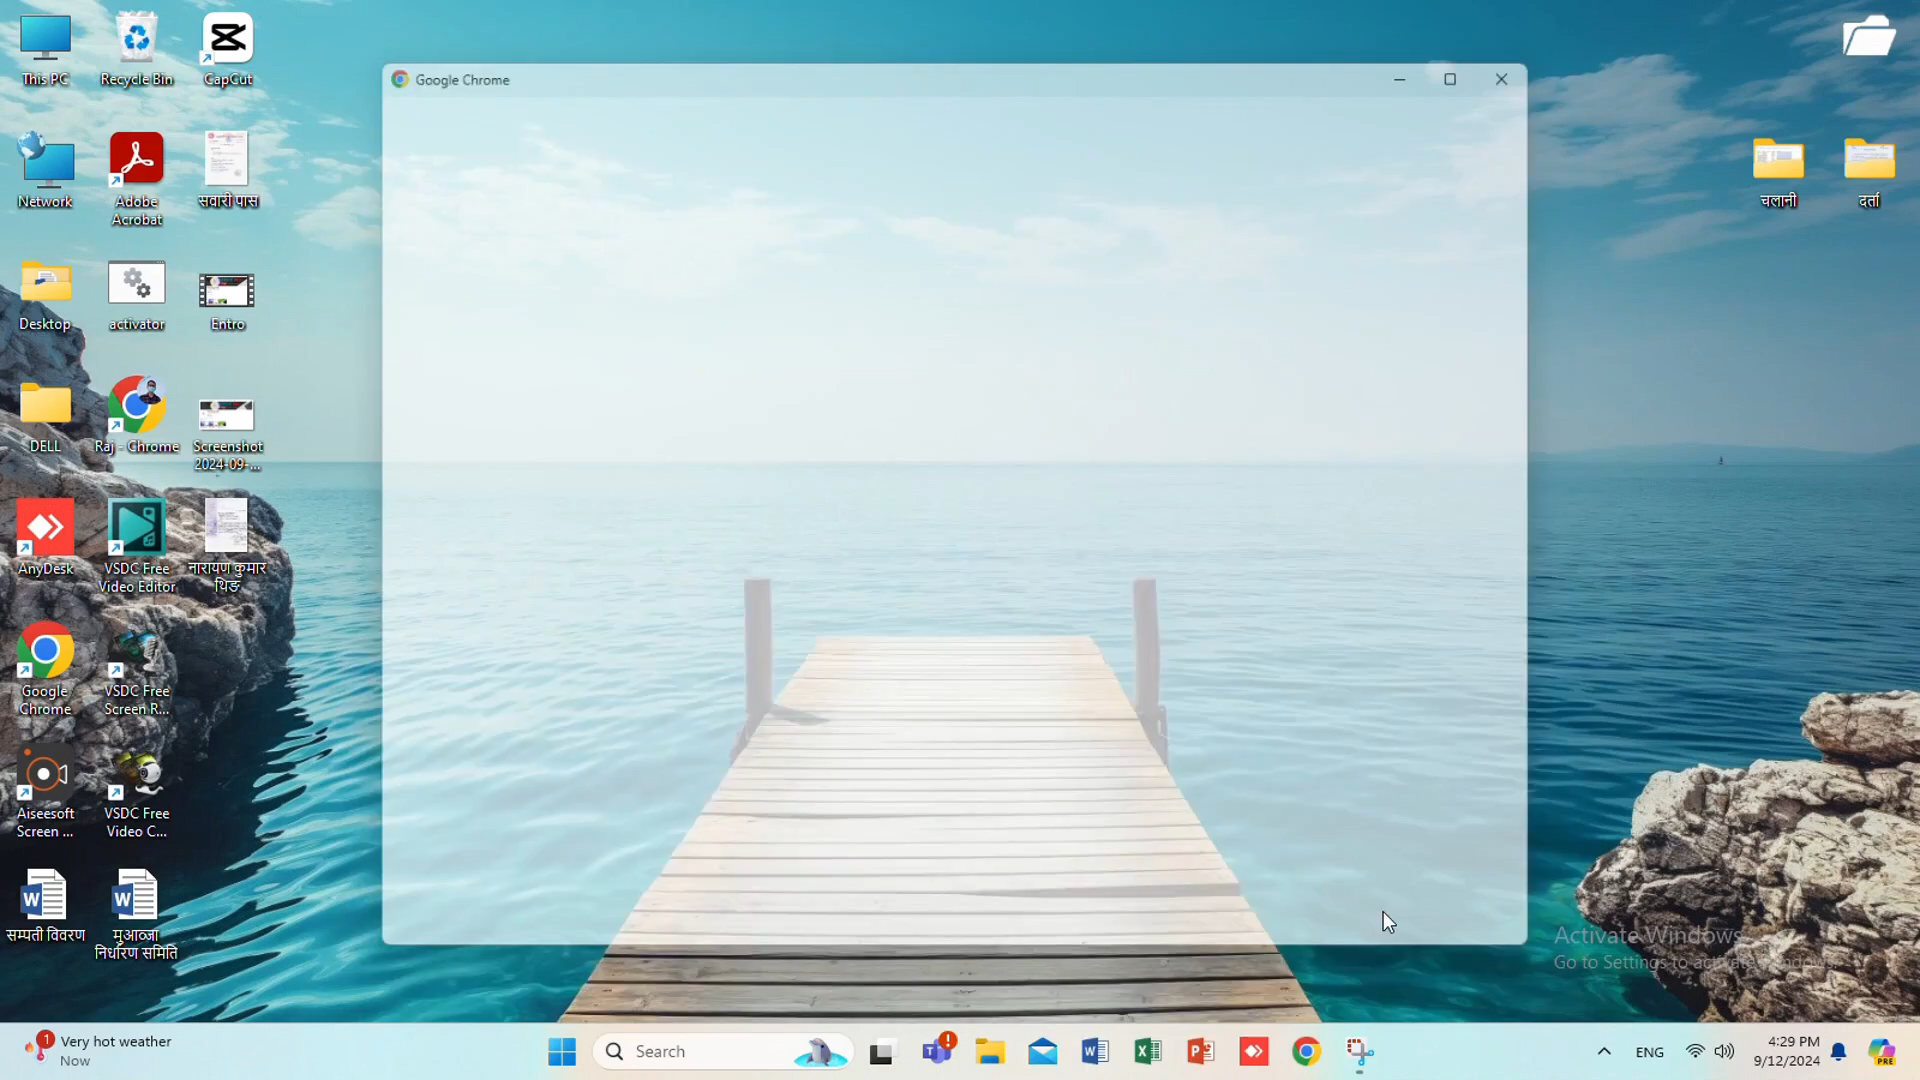 This PC
Recycle Bin
CapCut
Google Chrome
Network
Adobe
Acrobat
सवारी पास
चलानी
दर्ता
Desktop
activator
Entro
DELL
Raj - Chrome
Screenshot
2024-09-...
AnyDesk
VSDC Free
Video Editor
नारायण कुमार
थिङ
Google
Chrome
VSDC Free
Screen R...
Aiseesoft
Screen ...
VSDC Free
Video C...
सम्पती विवरण
मुआव्जा
निर्धारण समिति
Activate Windows
Go to Settings to activate Windows.
1
Very hot weather
Now
Search
ENG
4:29 PM
9/12/2024
PRE